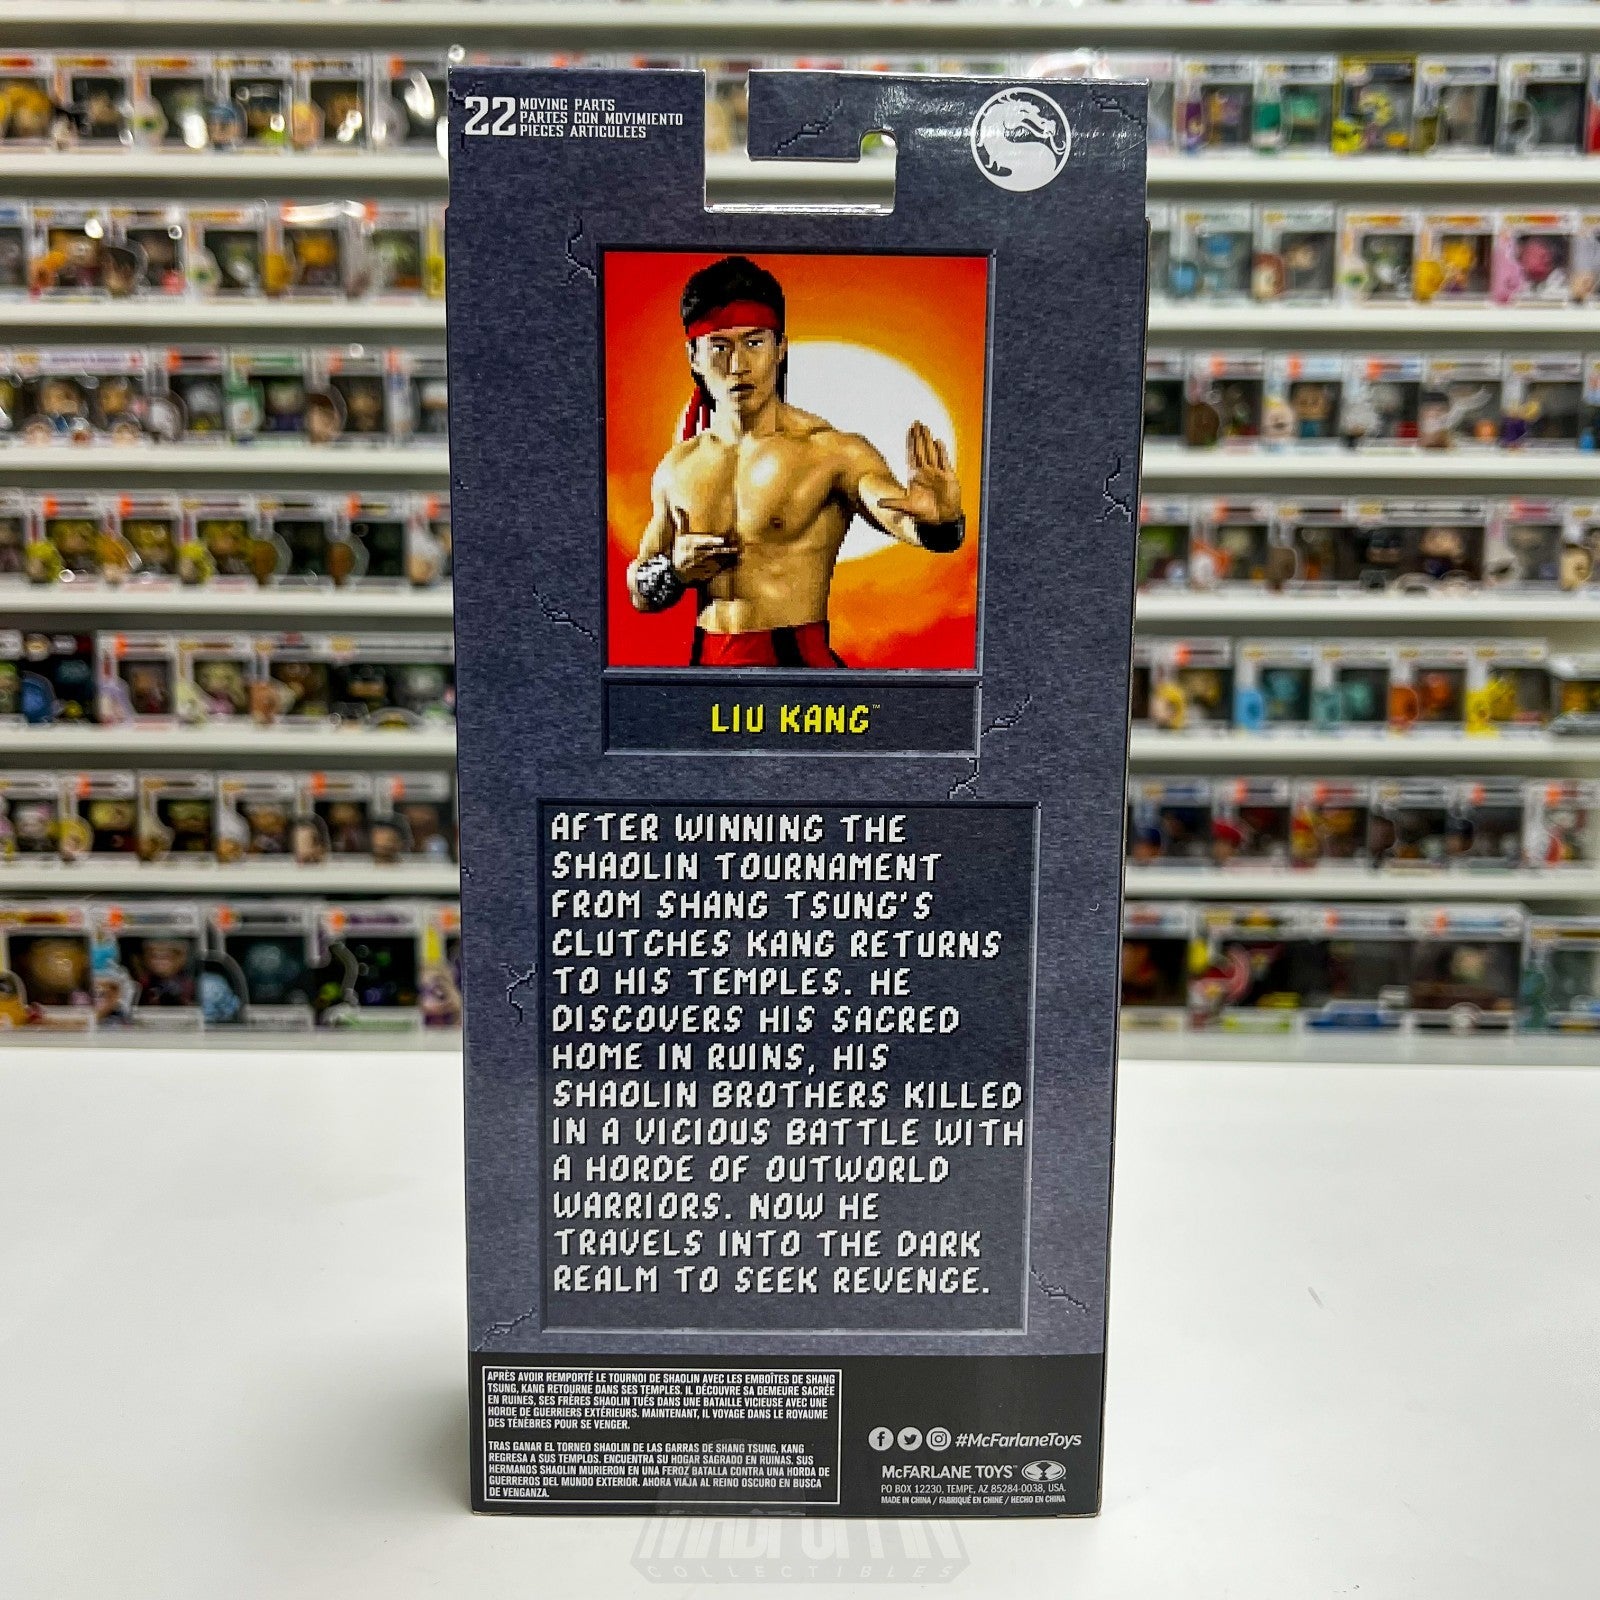 22 MOVING PARTS
PARTES CON MOVIMIENTO
PIECES ARTICULEES
LIU KANG™
AFTER WINNING THE
SHAOLIN TOURNAMENT
FROM SHANG TSUNG'S
CLUTCHES KANG RETURNS
TO HIS TEMPLES. HE
DISCOVERS HIS SACRED
HOME IN RUINS, HIS
SHAOLIN BROTHERS KILLED
IN A VICIOUS BATTLE WITH
A HORDE OF OUTWORLD
WARRIORS. NOW HE
TRAVELS INTO THE DARK
REALM TO SEEK REVENGE.
APRÈS AVOIR REMPORTÉ LE TOURNOI DE SHAOLIN AVEC LES EMBOÎTES DE SHANG
TSUNG, KANG RETOURNE DANS SES TEMPLES. IL DÉCOUVRE SA DEMEURE SACRÉE
EN RUINES, SES FRÈRES SHAOLIN TUÉS DANS UNE BATAILLE VICIEUSE AVEC UNE
HORDE DE GUERRIERS EXTÉRIEURS. MAINTENANT, IL VOYAGE DANS LE ROYAUME
DES TÉNÈBRES POUR SE VENGER.
TRAS GANAR EL TORNEO SHAOLIN DE LAS GARRAS DE SHANG TSUNG, KANG
REGRESA A SUS TEMPLOS. ENCUENTRA SU HOGAR SAGRADO EN RUINAS. SUS
HERMANOS SHAOLIN MURIERON EN UNA FEROZ BATALLA CONTRA UNA HORDA DE
GUERREROS DEL MUNDO EXTERIOR. AHORA VIAJA AL REINO OSCURO EN BUSCA
DE VENGANZA.
#McFarlaneToys
McFARLANE TOYS™
PO BOX 12230, TEMPE, AZ 85284-0038, USA.
MADE IN CHINA / FABRIQUÉ EN CHINE / HECHO EN CHINA
COLLECTIBLES